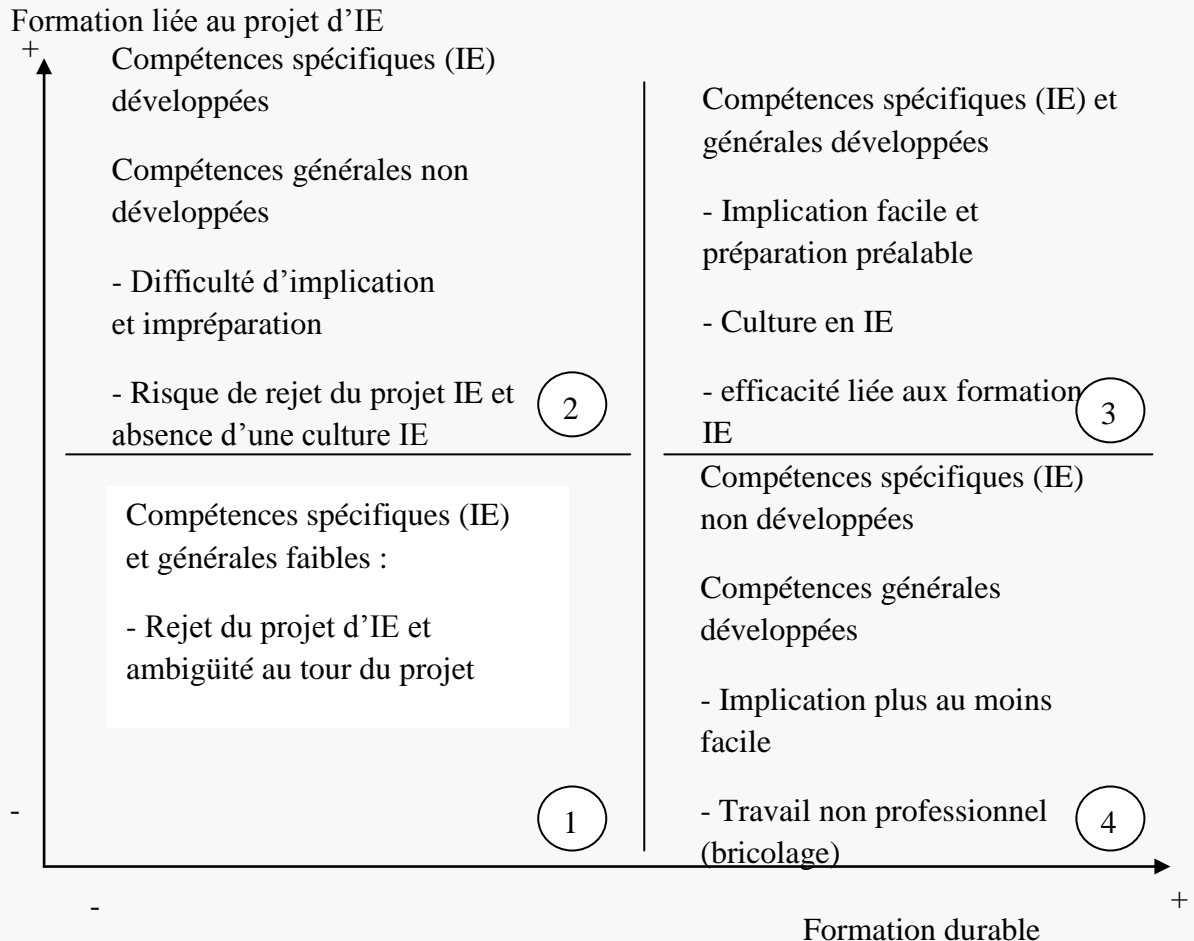 Formation liée au projet d’IE
+
Compétences spécifiques (IE)
développées
Compétences générales non
développées
- Difficulté d’implication
et impréparation
- Risque de rejet du projet IE et
absence d’une culture IE
2
Compétences spécifiques (IE) et
générales développées
- Implication facile et
préparation préalable
- Culture en IE
- efficacité liée aux formation
IE
3
Compétences spécifiques (IE)
et générales faibles :
- Rejet du projet d’IE et
ambigüité au tour du projet
1
Compétences spécifiques (IE)
non développées
Compétences générales
développées
- Implication plus au moins
facile
- Travail non professionnel
(bricolage)
4
-
-
+
Formation durable